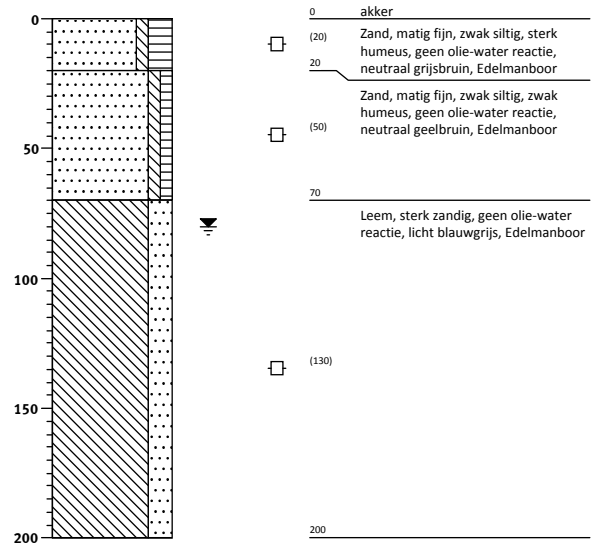 0
50
100
150
200
0 akker
(20) Zand, matig fijn, zwak siltig, sterk
humeus, geen olie-water reactie,
20 neutraal grijsbruin, Edelmanboor
Zand, matig fijn, zwak siltig, zwak
humeus, geen olie-water reactie,
(50) neutraal geelbruin, Edelmanboor
70
Leem, sterk zandig, geen olie-water
reactie, licht blauwgrijs, Edelmanboor
(130)
200